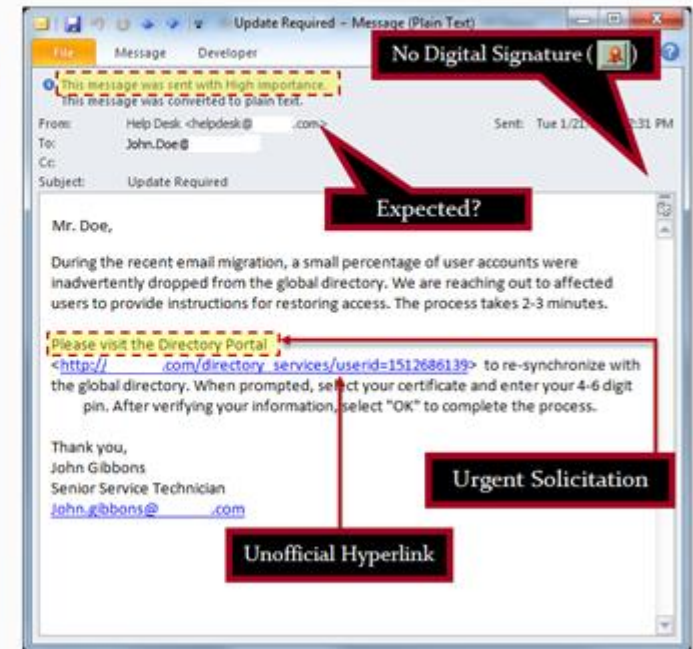 Update Required - Message (Plain Text)
File Message Developer
No Digital Signature ( )
This message was sent with High importance.
This message was converted to plain text.
From: Help Desk <helpdesk@ .com> Sent: Tue 1/21/ 2:31 PM
To: John.Doe@
Cc:
Subject: Update Required
Expected?
Mr. Doe,
During the recent email migration, a small percentage of user accounts were
inadvertently dropped from the global directory. We are reaching out to affected
users to provide instructions for restoring access. The process takes 2-3 minutes.
Please visit the Directory Portal
<http:// .com/directory_services/userid=1512686139> to re-synchronize with
the global directory. When prompted, select your certificate and enter your 4-6 digit
pin. After verifying your information, select "OK" to complete the process.
Thank you,
John Gibbons
Senior Service Technician
John.gibbons@ .com
Urgent Solicitation
Unofficial Hyperlink